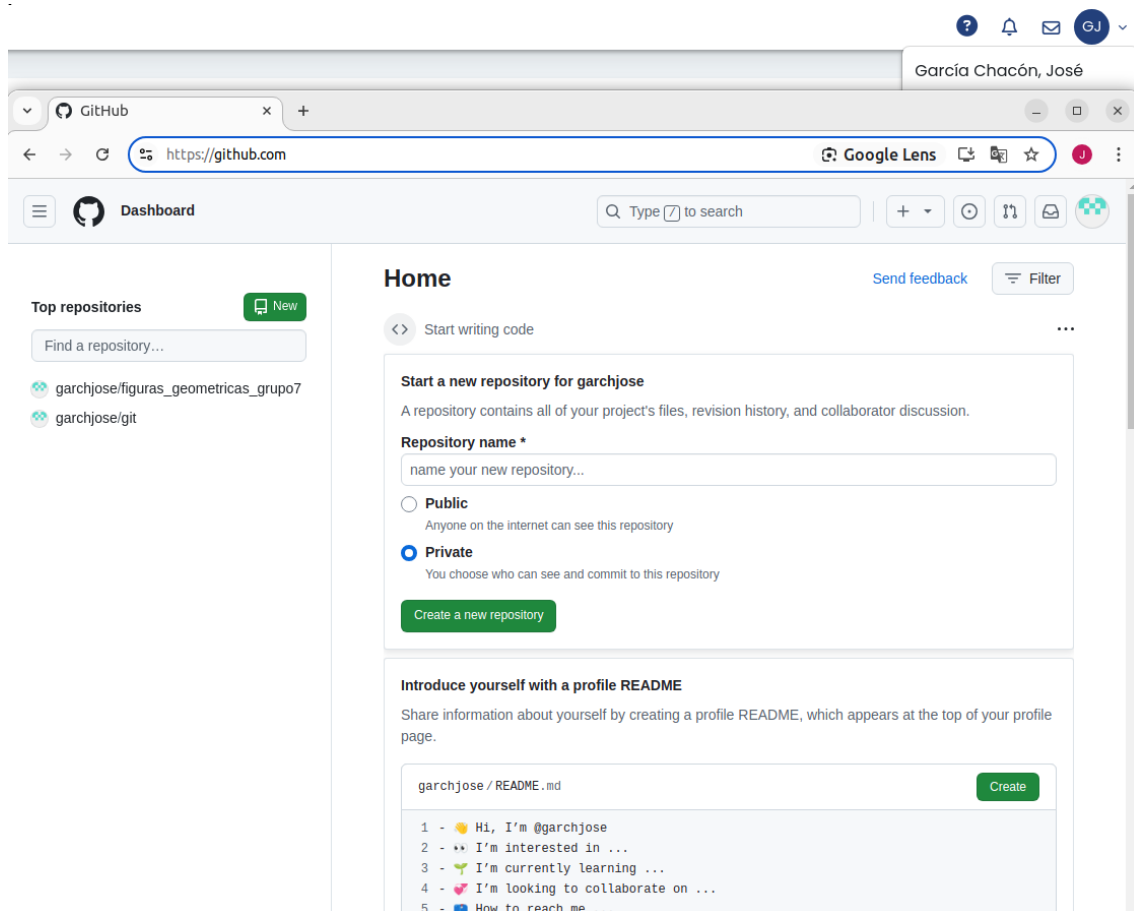 GJ
García Chacón, José
GitHub
https://github.com
Google Lens
J
Dashboard
Type / to search
Home
Send feedback
Filter
Top repositories
New
Find a repository…
garchjose/figuras_geometricas_grupo7
garchjose/git
Start writing code
Start a new repository for garchjose
A repository contains all of your project's files, revision history, and collaborator discussion.
Repository name *
name your new repository...
Public
Anyone on the internet can see this repository
Private
You choose who can see and commit to this repository
Create a new repository
Introduce yourself with a profile README
Share information about yourself by creating a profile README, which appears at the top of your profile
page.
garchjose / README.md
Create
1 - 👋 Hi, I’m @garchjose
2 - 👀 I’m interested in ...
3 - 🌱 I’m currently learning ...
4 - 💞️ I’m looking to collaborate on ...
5 - 📫 How to reach me ...